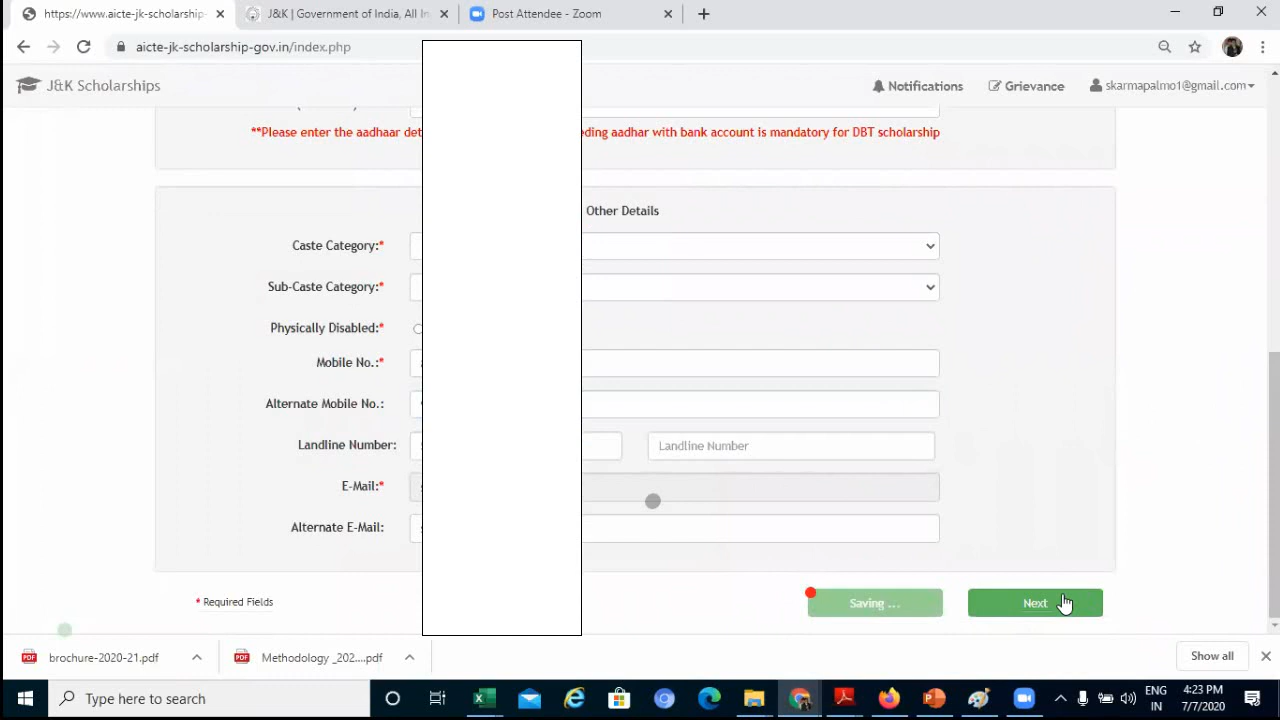 https://www.aicte-jk-scholarship-
J&K | Government of India, All In
Post Attendee - Zoom
aicte-jk-scholarship-gov.in/index.php
J&K Scholarships
Notifications
Grievance
skarmapalmo1@gmail.com
**Please enter the aadhaar det
ding aadhar with bank account is mandatory for DBT scholarship
Other Details
Caste Category:*
Sub-Caste Category:*
Physically Disabled:*
Mobile No.:*
Alternate Mobile No.:
Landline Number:
Landline Number
E-Mail:*
Alternate E-Mail:
* Required Fields
Saving ...
Next
brochure-2020-21.pdf
Methodology _202....pdf
Show all
Type here to search
ENG
IN
4:23 PM
7/7/2020